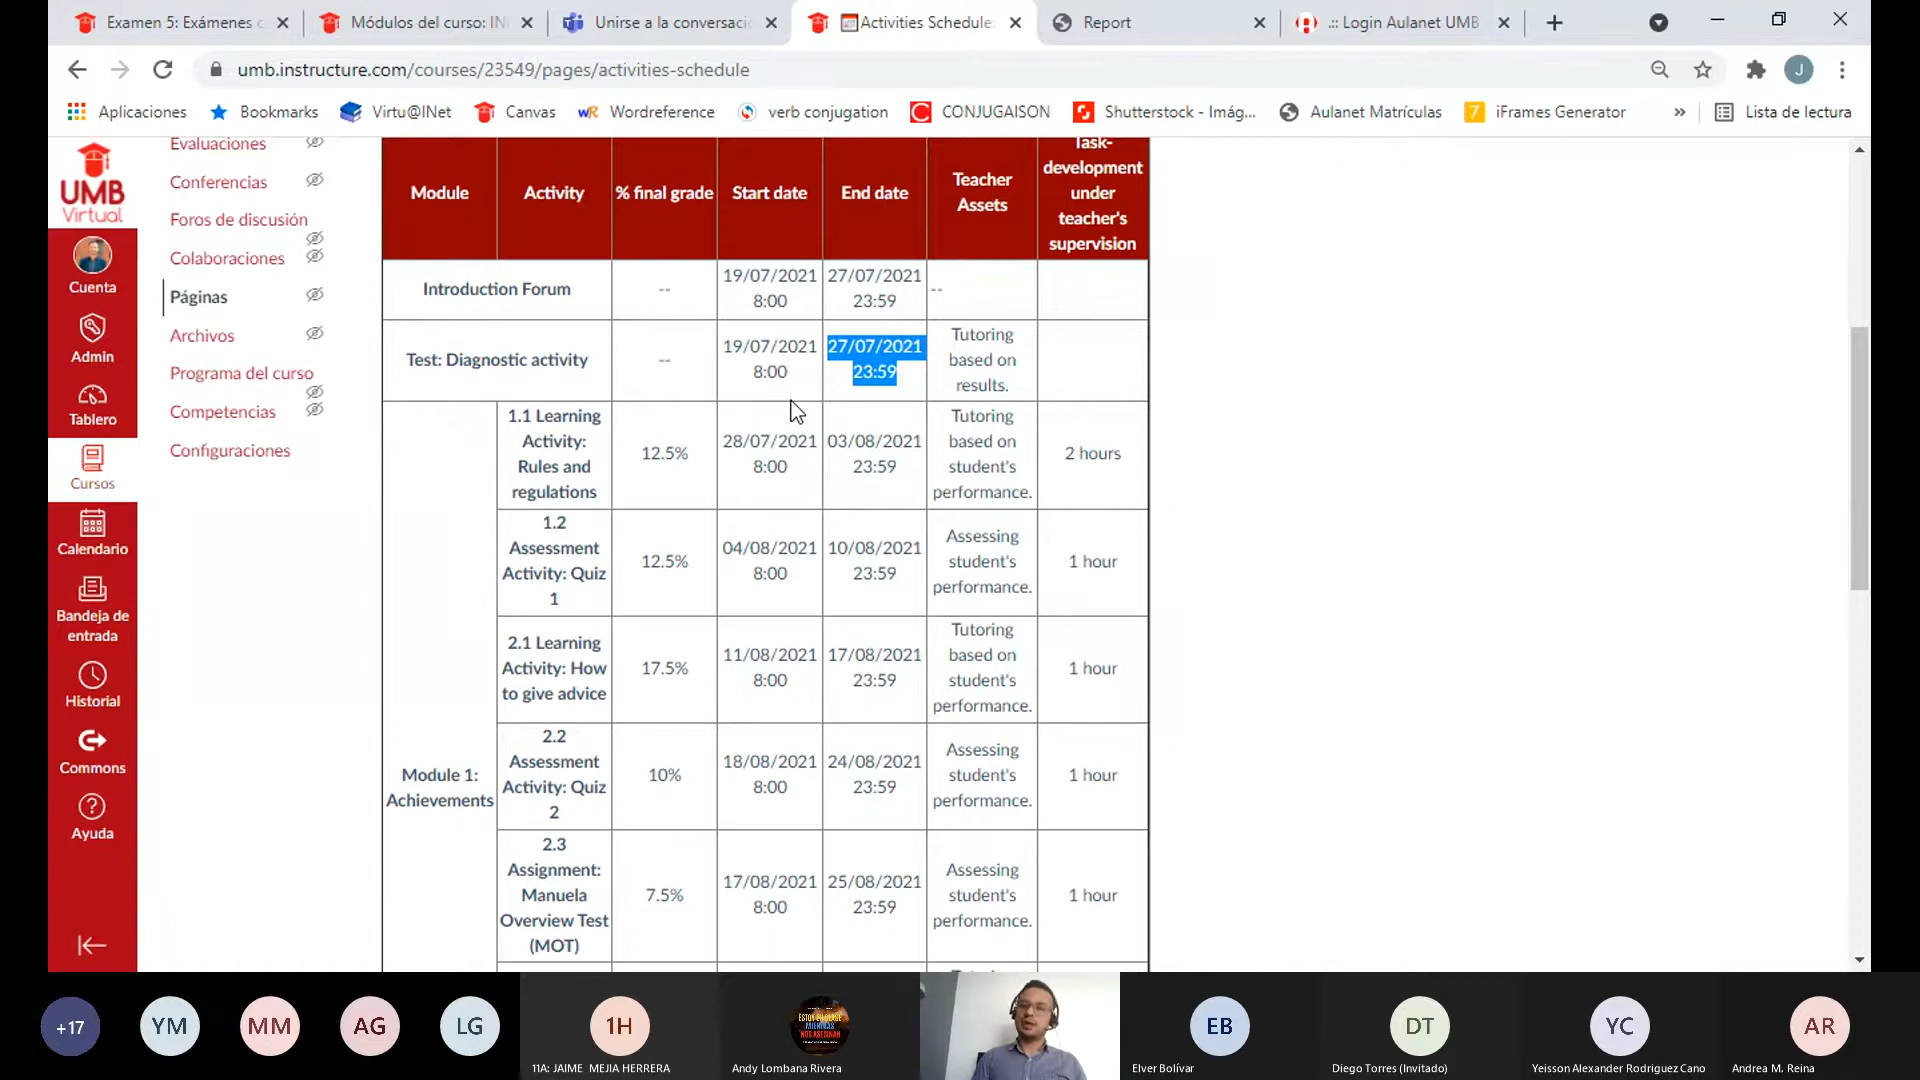 Examen 5: Exámenes c
Módulos del curso: IN
Unirse a la conversaci
Activities Schedule:
Report
.:: Login Aulanet UMB
umb.instructure.com/courses/23549/pages/activities-schedule
J
Aplicaciones
Bookmarks
Virtu@lNet
Canvas
WR
Wordreference
verb conjugation
C
CONJUGAISON
Shutterstock - Imág...
Aulanet Matrículas
7
iFrames Generator
»
Lista de lectura
UMB
Virtual
Cuenta
Admin
Tablero
Cursos
Calendario
Bandeja de
entrada
Historial
Commons
Ayuda
Evaluaciones
Conferencias
Foros de discusión
Colaboraciones
Páginas
Archivos
Programa del curso
Competencias
Configuraciones
Module
Activity
% final grade
Start date
End date
Teacher
Assets
Task-
development
under
teacher's
supervision
Introduction Forum
--
19/07/2021
8:00
27/07/2021
23:59
--
Test: Diagnostic activity
--
19/07/2021
8:00
27/07/2021
23:59
Tutoring
based on
results.
Module 1:
Achievements
1.1 Learning
Activity:
Rules and
regulations
12.5%
28/07/2021
8:00
03/08/2021
23:59
Tutoring
based on
student's
performance.
2 hours
1.2
Assessment
Activity: Quiz
1
12.5%
04/08/2021
8:00
10/08/2021
23:59
Assessing
student's
performance.
1 hour
2.1 Learning
Activity: How
to give advice
17.5%
11/08/2021
8:00
17/08/2021
23:59
Tutoring
based on
student's
performance.
1 hour
2.2
Assessment
Activity: Quiz
2
10%
18/08/2021
8:00
24/08/2021
23:59
Assessing
student's
performance.
1 hour
2.3
Assignment:
Manuela
Overview Test
(MOT)
7.5%
17/08/2021
8:00
25/08/2021
23:59
Assessing
student's
performance.
1 hour
+17
YM
MM
AG
LG
1H
11A: JAIME MEJIA HERRERA
ESTOY EN CLASE
MIENTRAS
NOS ASESINAN
Andy Lombana Rivera
EB
Elver Bolívar
DT
Diego Torres (Invitado)
YC
Yeisson Alexander Rodriguez Cano
AR
Andrea M. Reina